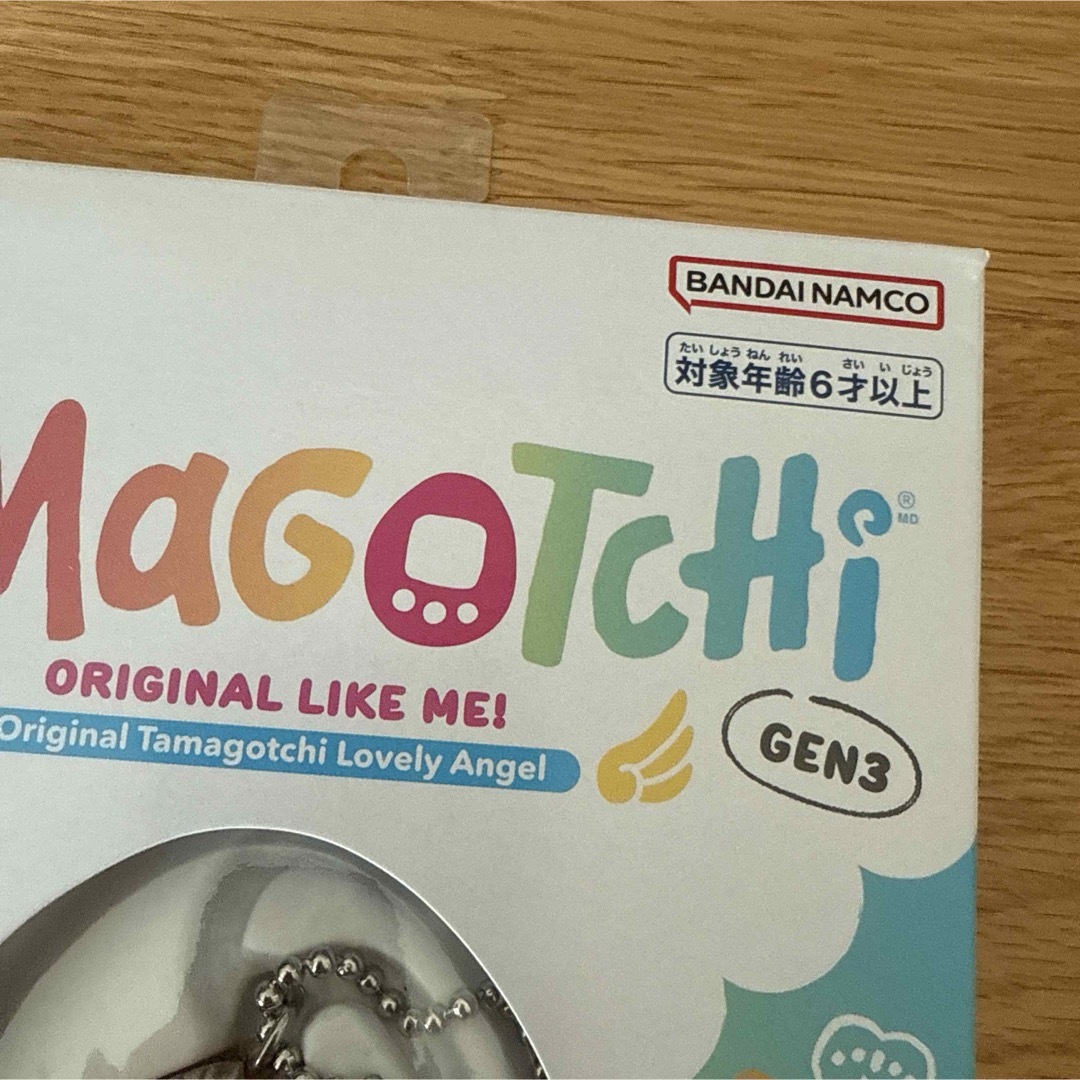 BANDAI NAMCO
たいしょうねんれい さいいじょう
対象年齢6才以上
MaGOTcHi®
MD
ORIGINAL LIKE ME!
Original Tamagotchi Lovely Angel
GEN3